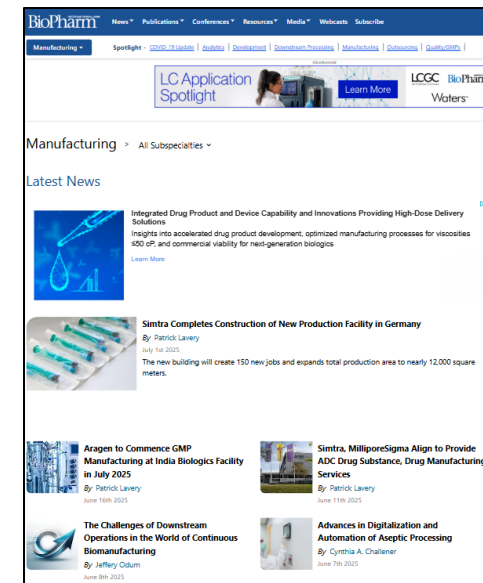 BioPharm
News Publications Conferences Resources Media Webcasts Subscribe
Manufacturing
Spotlight - COVID-19 Update | Analytics | Development | Downstream Processing | Manufacturing | Outsourcing | Quality/GMPs |
Advertisement
LC Application
Spotlight
Learn More
LCGC BioPharm
Waters
Manufacturing > All Subspecialties
Latest News
Integrated Drug Product and Device Capability and Innovations Providing High-Dose Delivery
Solutions
Insights into accelerated drug product development, optimized manufacturing processes for viscosities
≤50 cP, and commercial viability for next-generation biologics
Learn More
Simtra Completes Construction of New Production Facility in Germany
By Patrick Lavery
July 1st 2025
The new building will create 150 new jobs and expands total production area to nearly 12,000 square
meters.
Aragen to Commence GMP
Manufacturing at India Biologics Facility
in July 2025
By Patrick Lavery
June 16th 2025
Simtra, MilliporeSigma Align to Provide
ADC Drug Substance, Drug Manufacturing
Services
By Patrick Lavery
June 11th 2025
The Challenges of Downstream
Operations in the World of Continuous
Biomanufacturing
By Jeffery Odum
June 8th 2025
Advances in Digitalization and
Automation of Aseptic Processing
By Cynthia A. Challener
June 7th 2025